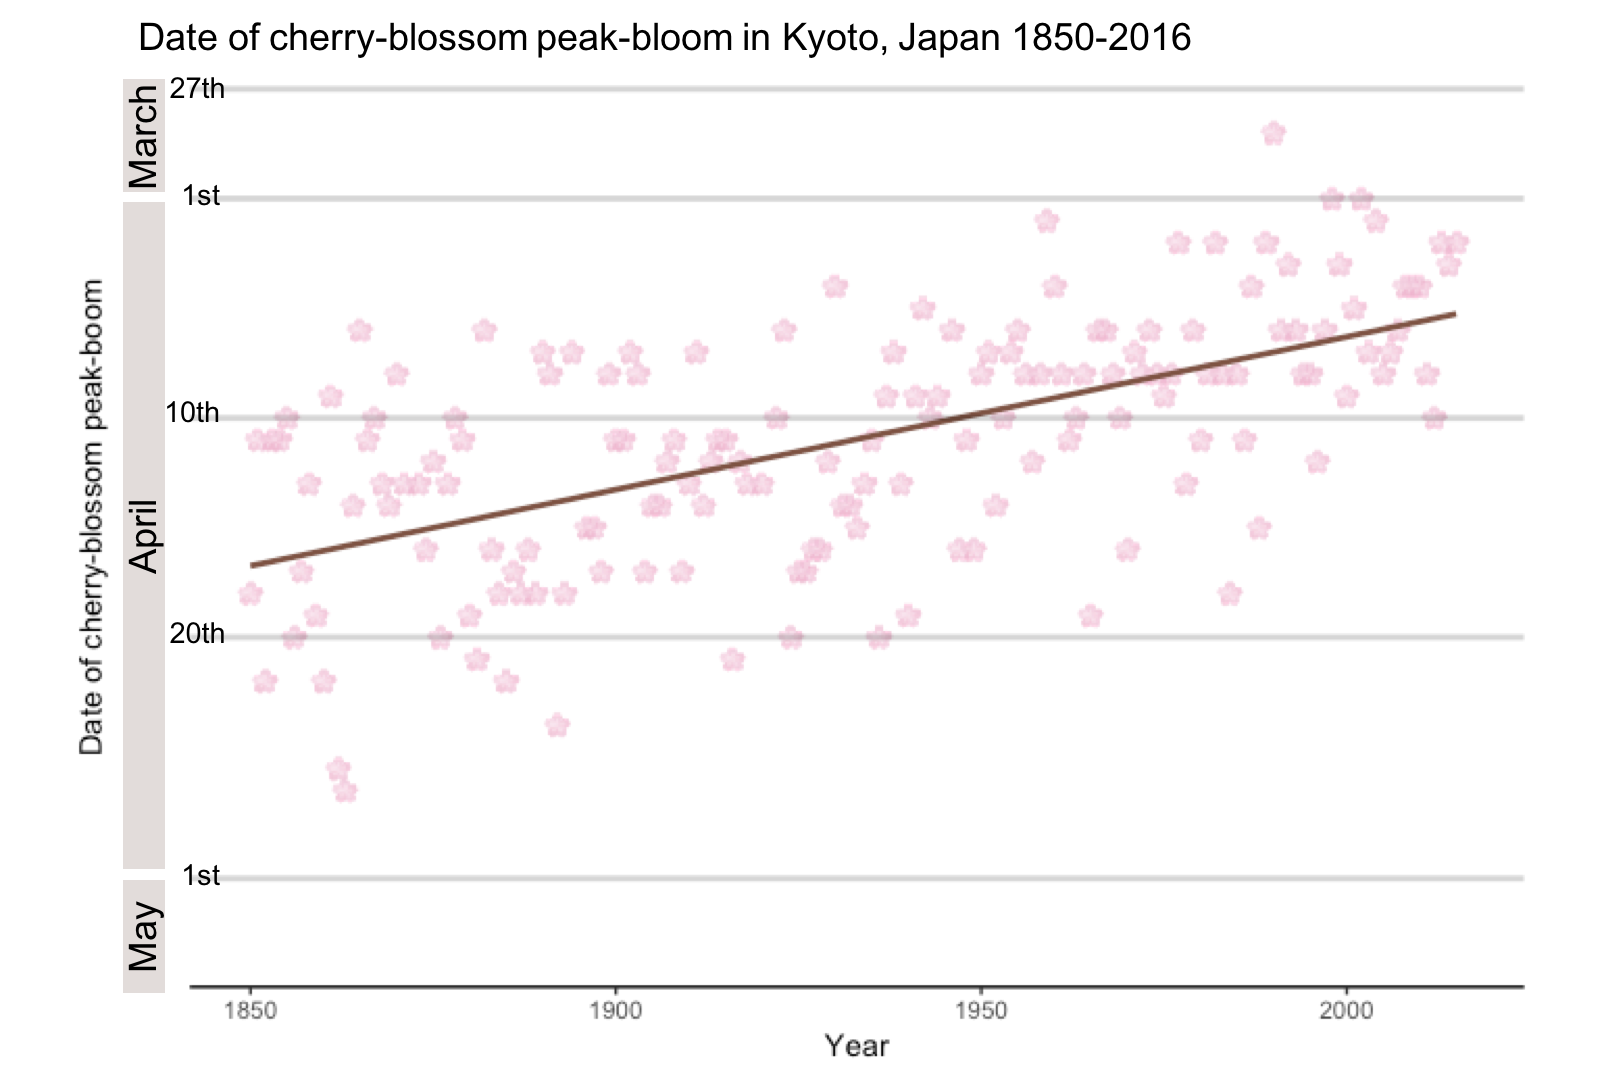 Date of cherry-blossom peak-bloom in Kyoto, Japan 1850-2016
March
27th
1st
Date of cherry-blossom peak-boom
April
10th
20th
1st
May
1850
1900
1950
2000
Year